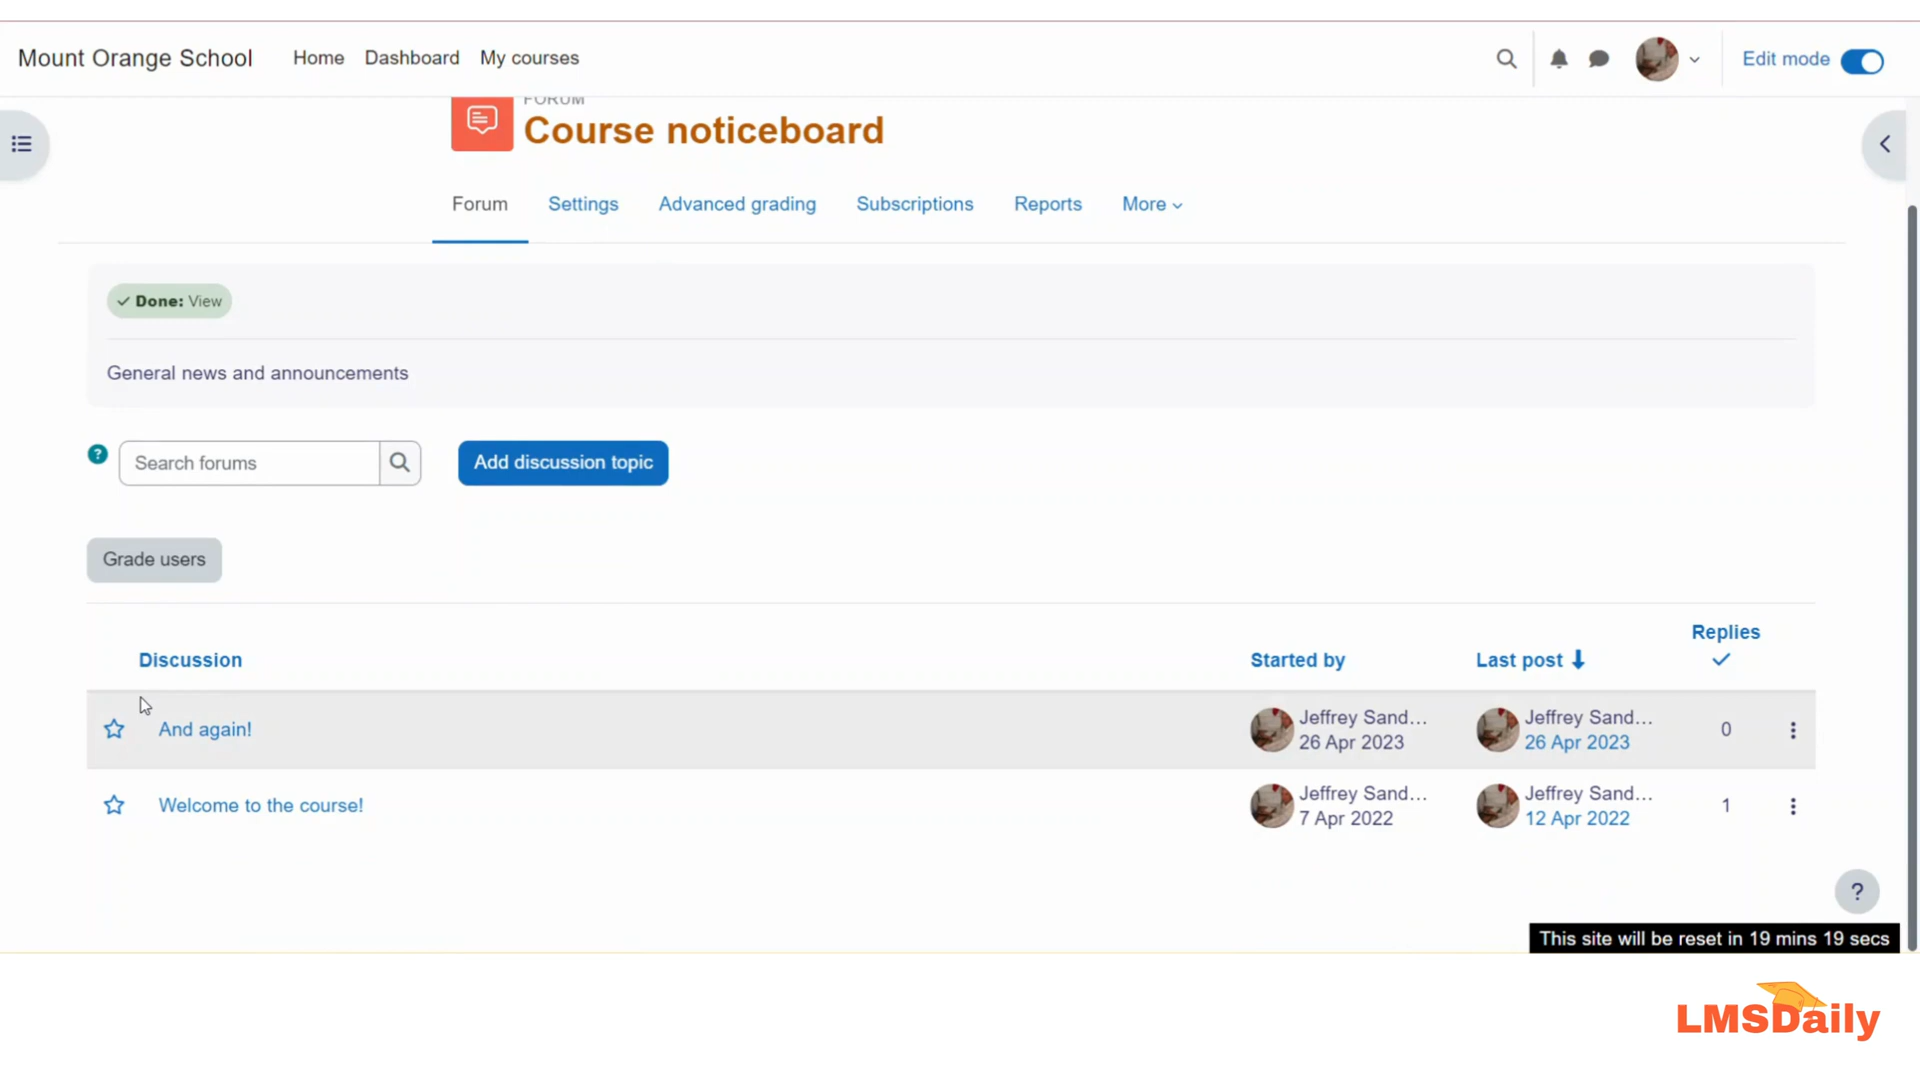 Mount Orange School Home Dashboard My courses Edit mode
FORUM
Course noticeboard
Forum Settings Advanced grading Subscriptions Reports More
Done: View
General news and announcements
? Search forums Add discussion topic
Grade users
Replies
Discussion Started by Last post
And again! Jeffrey Sand... Jeffrey Sand... 0
26 Apr 2023 26 Apr 2023
Welcome to the course! Jeffrey Sand... Jeffrey Sand... 1
7 Apr 2022 12 Apr 2022
?
This site will be reset in 19 mins 19 secs
LMSDaily